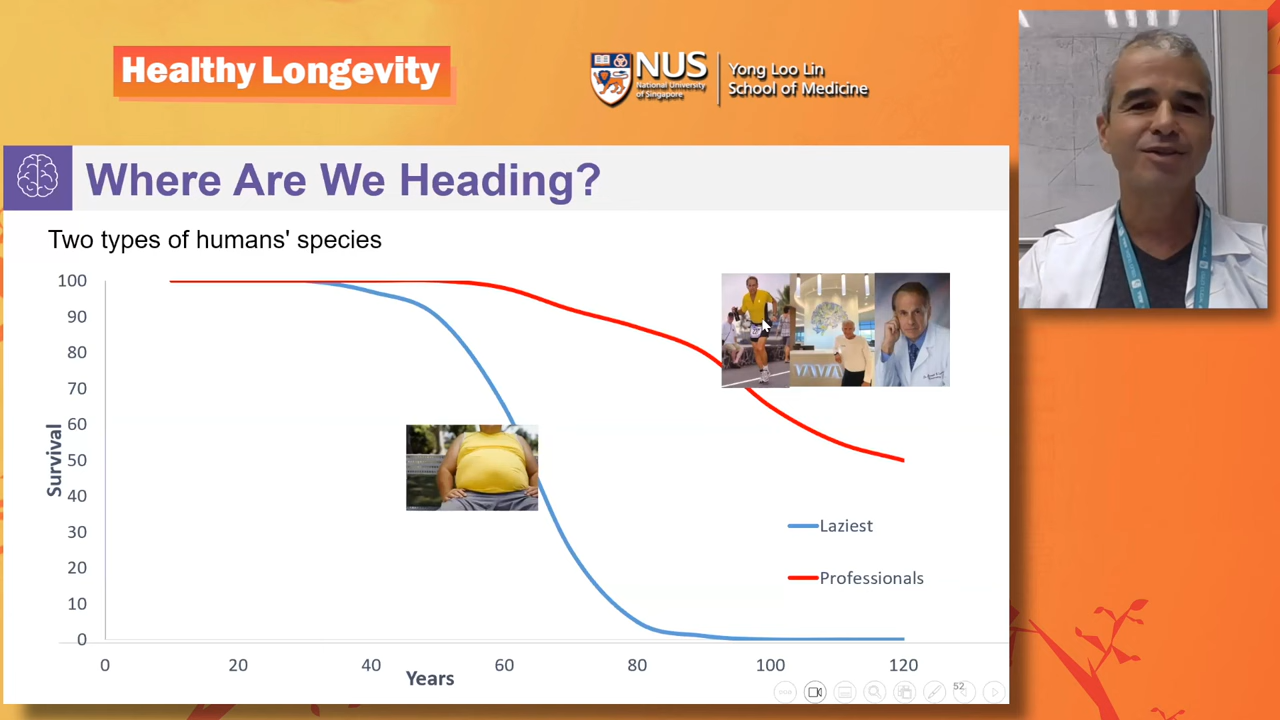 Healthy Longevity
NUS
National University
of Singapore
Yong Loo Lin
School of Medicine
Where Are We Heading?
Two types of humans' species
100
90
80
70
60
50
40
30
20
10
0
Survival
0 20 40 60 80 100 120
Years
Laziest
Professionals
VIVA
52